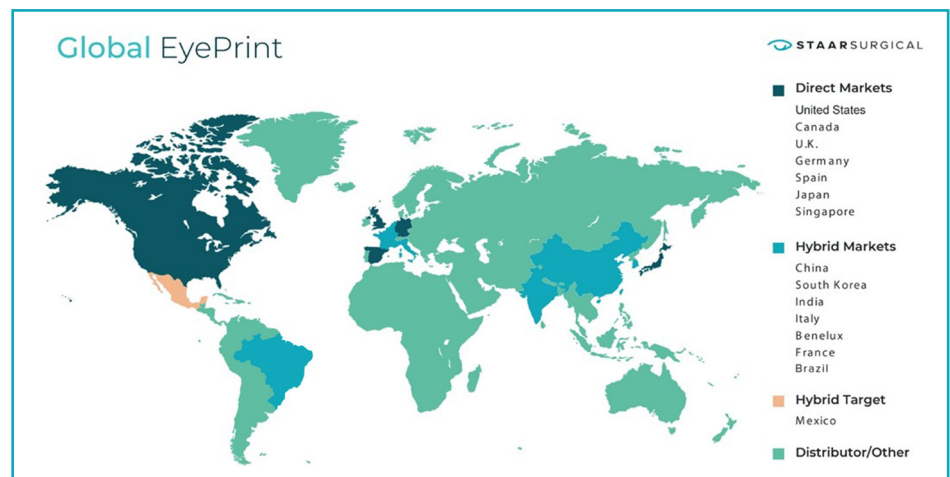 Global EyePrint
STAARSURGICAL
Direct Markets
United States
Canada
U.K.
Germany
Spain
Japan
Singapore
Hybrid Markets
China
South Korea
India
Italy
Benelux
France
Brazil
Hybrid Target
Mexico
Distributor/Other